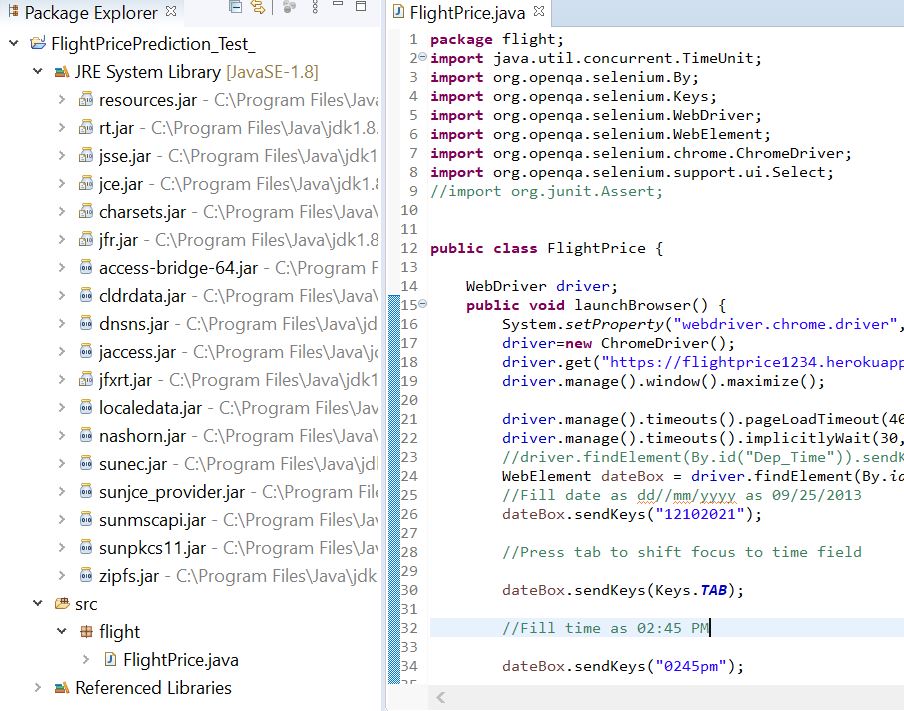 Package Explorer
FlightPricePrediction_Test_
JRE System Library [JavaSE-1.8]
resources.jar - C:\Program Files\Java
rt.jar - C:\Program Files\Java\jdk1.8.
jsse.jar - C:\Program Files\Java\jdk1
jce.jar - C:\Program Files\Java\jdk1.8
charsets.jar - C:\Program Files\Java\
jfr.jar - C:\Program Files\Java\jdk1.8
access-bridge-64.jar - C:\Program F
cldrdata.jar - C:\Program Files\Java\
dnsns.jar - C:\Program Files\Java\jd
jaccess.jar - C:\Program Files\Java\j
jfxrt.jar - C:\Program Files\Java\jdk1
localedata.jar - C:\Program Files\Jav
nashorn.jar - C:\Program Files\Java\
sunec.jar - C:\Program Files\Java\jd
sunjce_provider.jar - C:\Program File
sunmscapi.jar - C:\Program Files\Jav
sunpkcs11.jar - C:\Program Files\Jav
zipfs.jar - C:\Program Files\Java\jdk
src
flight
FlightPrice.java
Referenced Libraries
FlightPrice.java
1 package flight;
2 import java.util.concurrent.TimeUnit;
3 import org.openqa.selenium.By;
4 import org.openqa.selenium.Keys;
5 import org.openqa.selenium.WebDriver;
6 import org.openqa.selenium.WebElement;
7 import org.openqa.selenium.chrome.ChromeDriver;
8 import org.openqa.selenium.support.ui.Select;
9 //import org.junit.Assert;
10
11
12 public class FlightPrice {
13
14 WebDriver driver;
15 public void launchBrowser() {
16 System.setProperty("webdriver.chrome.driver",
17 driver=new ChromeDriver();
18 driver.get("https://flightprice1234.herokuapp
19 driver.manage().window().maximize();
20
21 driver.manage().timeouts().pageLoadTimeout(40
22 driver.manage().timeouts().implicitlyWait(30,
23 //driver.findElement(By.id("Dep_Time")).sendK
24 WebElement dateBox = driver.findElement(By.id
25 //Fill date as dd//mm/yyyy as 09/25/2013
26 dateBox.sendKeys("12102021");
27
28 //Press tab to shift focus to time field
29
30 dateBox.sendKeys(Keys.TAB);
31
32 //Fill time as 02:45 PM
33
34 dateBox.sendKeys("0245pm");
35